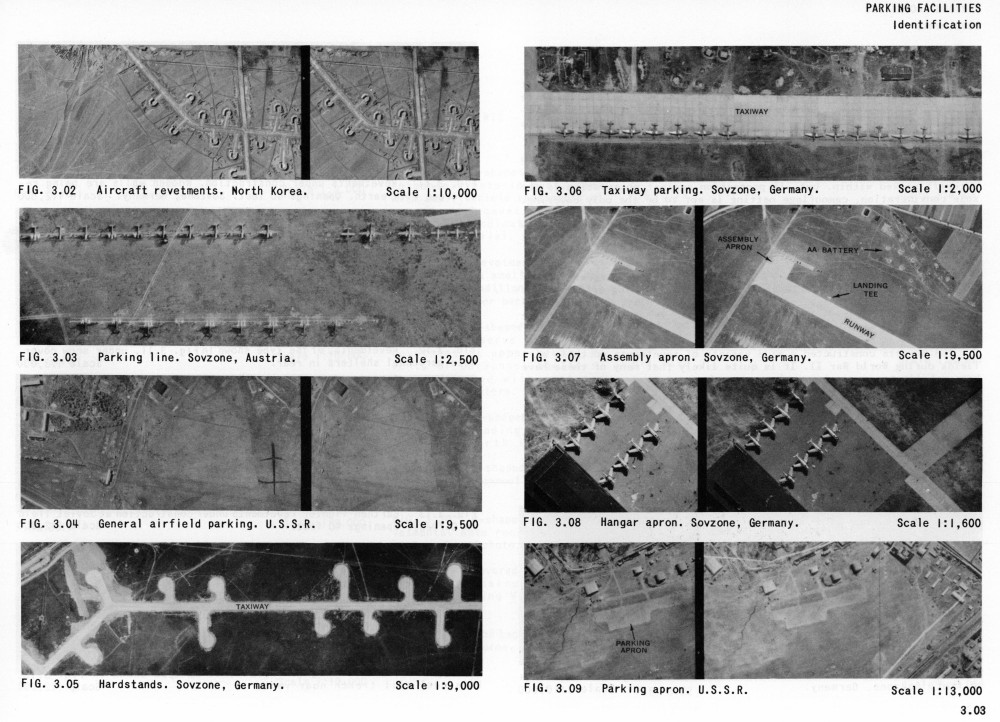 PARKING FACILITIES
Identification
FIG. 3.02 Aircraft revetments. North Korea. Scale 1:10,000
FIG. 3.03 Parking line. Sovzone, Austria. Scale 1:2,500
FIG. 3.04 General airfield parking. U.S.S.R. Scale 1:9,500
TAXIWAY
FIG. 3.05 Hardstands. Sovzone, Germany. Scale 1:9,000
TAXIWAY
FIG. 3.06 Taxiway parking. Sovzone, Germany. Scale 1:2,000
ASSEMBLY
APRON
AA BATTERY
LANDING
TEE
RUNWAY
FIG. 3.07 Assembly apron. Sovzone, Germany. Scale 1:9,500
FIG. 3.08 Hangar apron. Sovzone, Germany. Scale 1:1,600
PARKING
APRON
FIG. 3.09 Parking apron. U.S.S.R. Scale 1:13,000
3.03